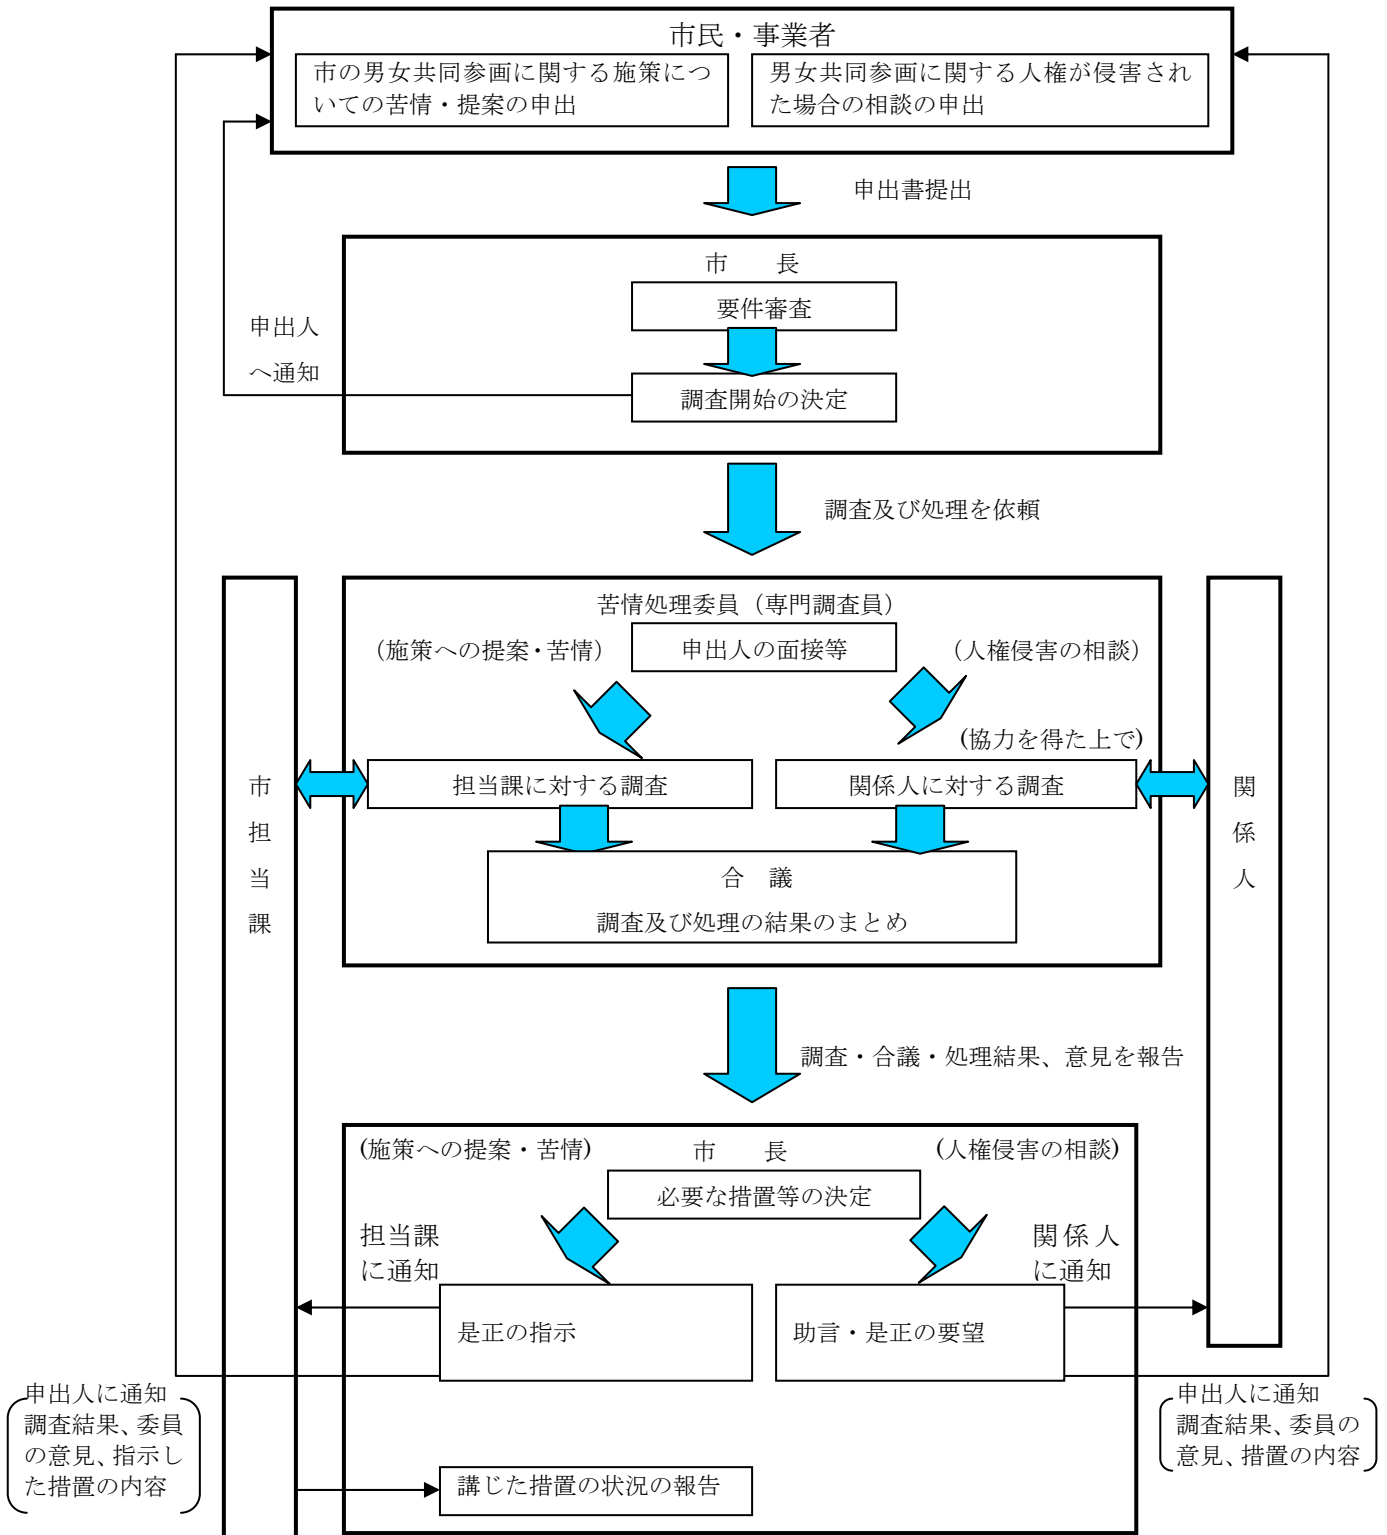 市民・事業者
市の男女共同参画に関する施策につ
いての苦情・提案の申出
男女共同参画に関する人権が侵害され
た場合の相談の申出
申出書提出
市　　長
要件審査
申出人
へ通知
調査開始の決定
調査及び処理を依頼
苦情処理委員（専門調査員）
(施策への提案・苦情）
申出人の面接等
（人権侵害の相談）
(協力を得た上で)
市
担
当
課
担当課に対する調査
関係人に対する調査
関
係
人
合　議
調査及び処理の結果のまとめ
調査・合議・処理結果、意見を報告
(施策への提案・苦情)
市　　長
(人権侵害の相談)
必要な措置等の決定
担当課
に通知
関係人
に通知
是正の指示
助言・是正の要望
申出人に通知
調査結果、委員
の意見、指示し
た措置の内容
申出人に通知
調査結果、委員の
意見、措置の内容
講じた措置の状況の報告